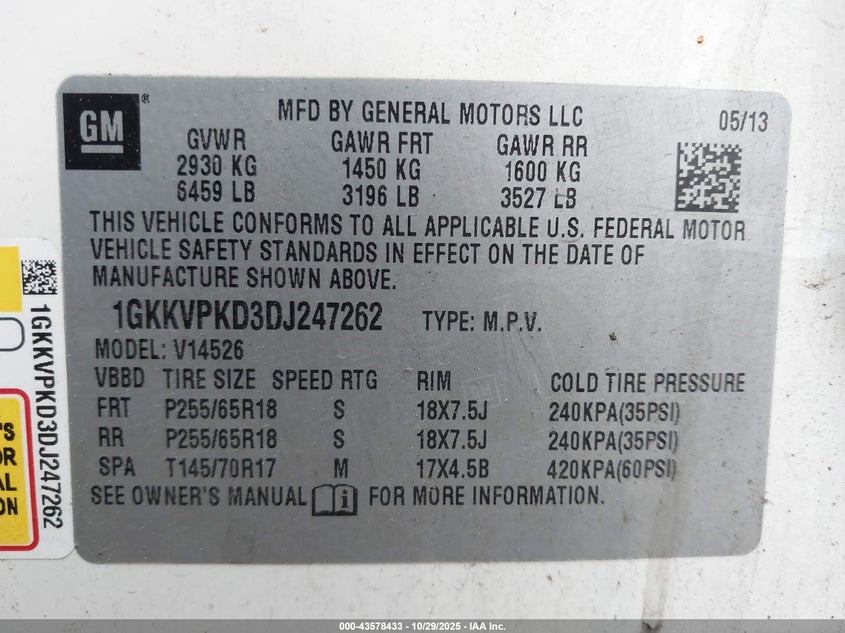 GM®
MFD BY GENERAL MOTORS LLC
05/13
GVWR GAWR FRT GAWR RR
2930 KG 1450 KG 1600 KG
6459 LB 3196 LB 3527 LB
THIS VEHICLE CONFORMS TO ALL APPLICABLE U.S. FEDERAL MOTOR
VEHICLE SAFETY STANDARDS IN EFFECT ON THE DATE OF
MANUFACTURE SHOWN ABOVE.
1GKKVPKD3DJ247262 TYPE: M.P.V.
MODEL: V14526
VBBD TIRE SIZE SPEED RTG RIM COLD TIRE PRESSURE
FRT P255/65R18 S 18X7.5J 240KPA(35PSI)
RR P255/65R18 S 18X7.5J 240KPA(35PSI)
SPA T145/70R17 M 17X4.5B 420KPA(60PSI)
SEE OWNER'S MANUAL FOR MORE INFORMATION.
1GKKVPKD3DJ247262
'S
OR
AL
ON
000-43578433 - 10/29/2025 - IAA Inc.